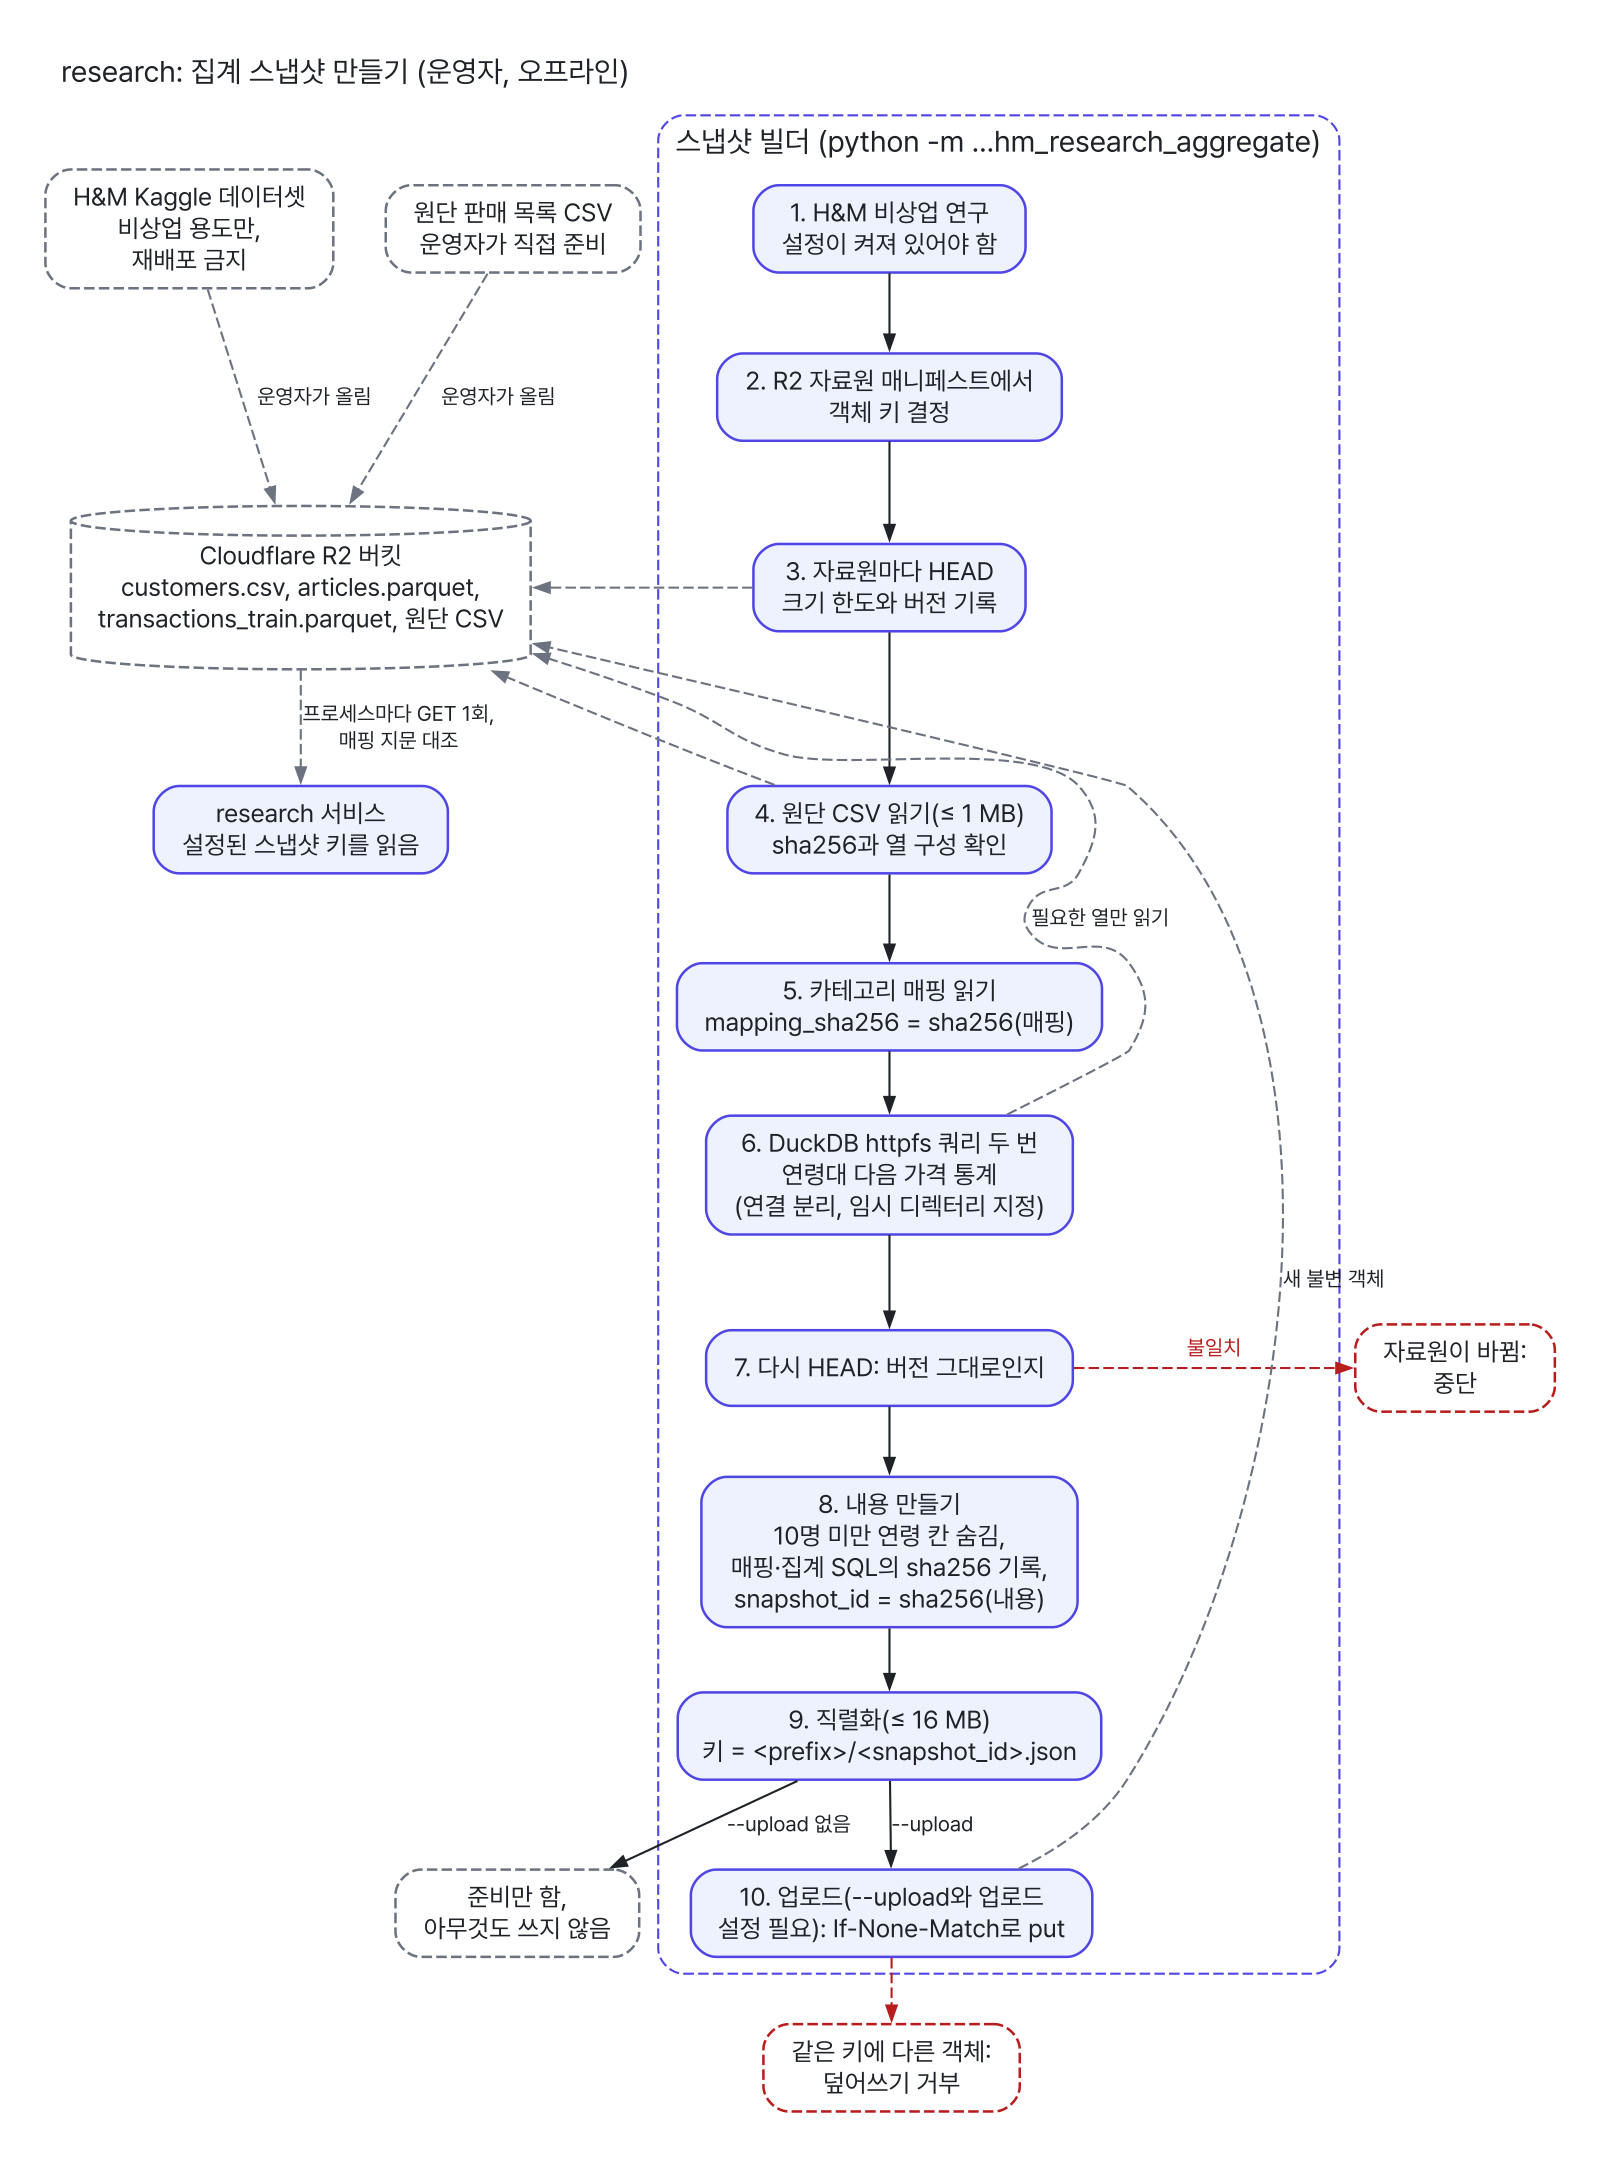 research: 집계 스냅샷 만들기 (운영자, 오프라인)
스냅샷 빌더 (python -m ...hm_research_aggregate)
H&M Kaggle 데이터셋
비상업 용도만,
재배포 금지
원단 판매 목록 CSV
운영자가 직접 준비
1. H&M 비상업 연구
설정이 켜져 있어야 함
운영자가 올림
운영자가 올림
2. R2 자료원 매니페스트에서
객체 키 결정
Cloudflare R2 버킷
customers.csv, articles.parquet,
transactions_train.parquet, 원단 CSV
3. 자료원마다 HEAD
크기 한도와 버전 기록
프로세스마다 GET 1회,
매핑 지문 대조
research 서비스
설정된 스냅샷 키를 읽음
4. 원단 CSV 읽기(≤ 1 MB)
sha256과 열 구성 확인
필요한 열만 읽기
5. 카테고리 매핑 읽기
mapping_sha256 = sha256(매핑)
6. DuckDB httpfs 쿼리 두 번
연령대 다음 가격 통계
(연결 분리, 임시 디렉터리 지정)
새 불변 객체
7. 다시 HEAD: 버전 그대로인지
불일치
자료원이 바뀜:
중단
8. 내용 만들기
10명 미만 연령 칸 숨김,
매핑·집계 SQL의 sha256 기록,
snapshot_id = sha256(내용)
9. 직렬화(≤ 16 MB)
키 = <prefix>/<snapshot_id>.json
--upload 없음
--upload
준비만 함,
아무것도 쓰지 않음
10. 업로드(--upload와 업로드
설정 필요): If-None-Match로 put
같은 키에 다른 객체:
덮어쓰기 거부